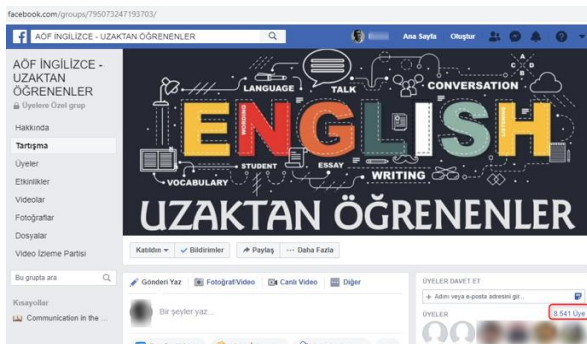 facebook.com/groups/795073247193703/
AÖF İNGİLİZCE - UZAKTAN ÖĞRENENLER
Ana Sayfa Oluştur
AÖF İNGİLİZCE -
UZAKTAN
ÖĞRENENLER
Üyelere Özel grup
Hakkında
Tartışma
Üyeler
Etkinlikler
Videolar
Fotoğraflar
Dosyalar
Video İzleme Partisi
Bu grupta ara
Kısayollar
Communication in the ...
LANGUAGE
TALK
CONVERSATION
ENGLISH
WORDING
STUDENT
ESSAY
WRITING
VOCABULARY
UZAKTAN ÖĞRENENLER
Katıldın Bildirimler Paylaş ... Daha Fazla
Gönderi Yaz Fotoğraf/Video Canlı Video Diğer
Bir şeyler yaz...
ÜYELER DAVET ET
+ Adını veya e-posta adresini gir...
ÜYELER 8.541 Üye